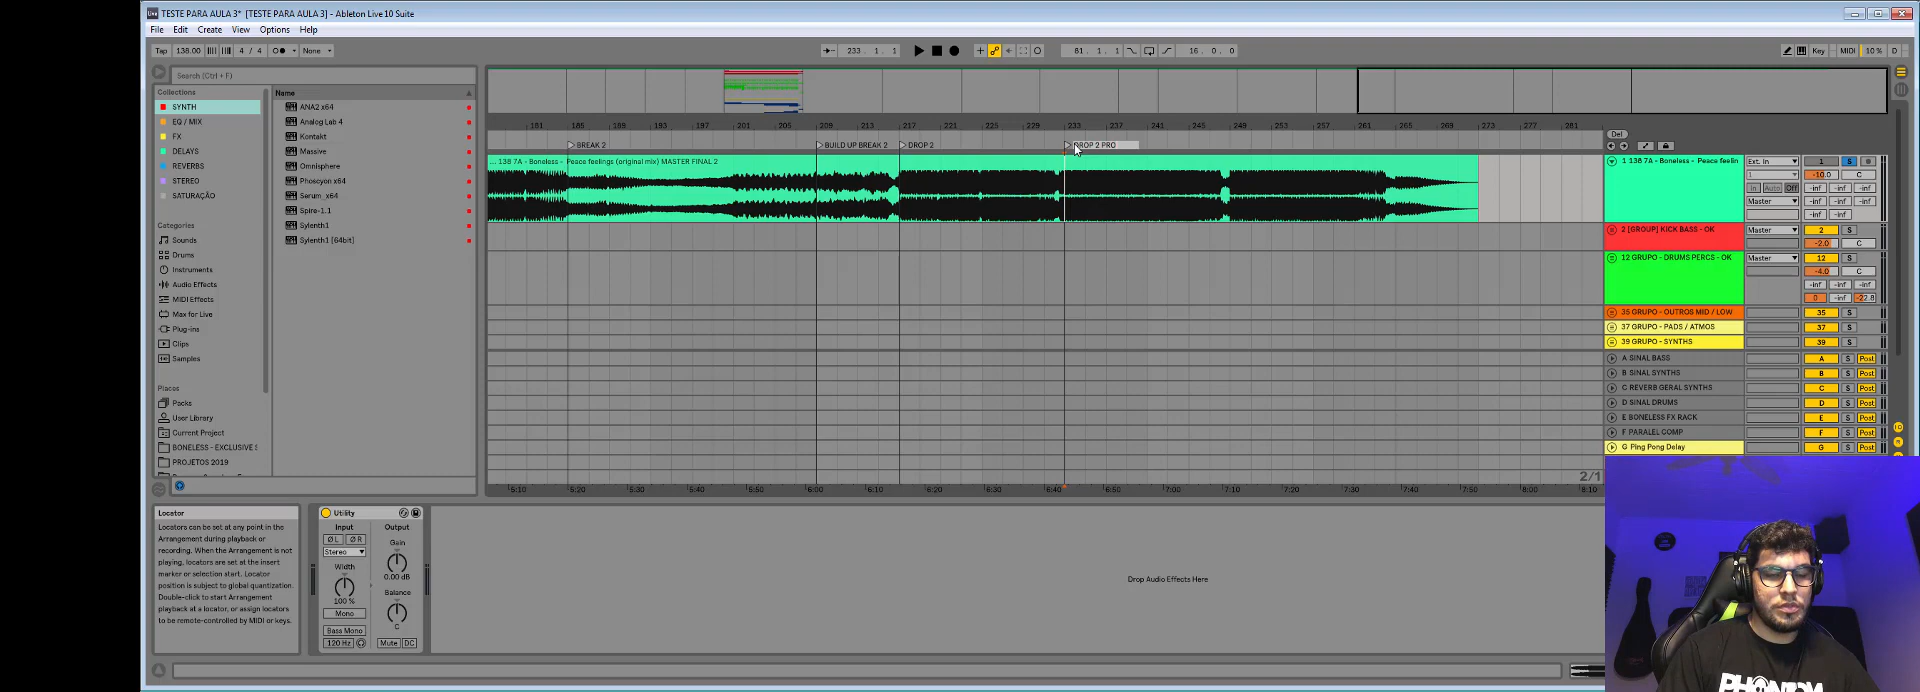 TESTE PARA AULA 3* [TESTE PARA AULA 3] - Ableton Live 10 Suite
File Edit Create View Options Help
Tap 138.00 4 / 4 None 233 . 1 . 1 81 . 1 . 1 16 . 0 . 0 Key MIDI 10 % D
Search (Ctrl + F)
Collections
SYNTH
EQ / MIX
FX
DELAYS
REVERBS
STEREO
SATURAÇÃO
Categories
Sounds
Drums
Instruments
Audio Effects
MIDI Effects
Max for Live
Plug-ins
Clips
Samples
Places
Packs
User Library
Current Project
BONELESS - EXCLUSIVE S
PROJETOS 2019
Name
ANA2 x64
Analog Lab 4
Kontakt
Massive
Omnisphere
Phoscyon x64
Serum_x64
Spire-1.1
Sylenth1
Sylenth1 [64bit]
181 185 189 193 197 201 205 209 213 217 221 225 229 233 237 241 245 249 253 257 261 265 269 273 277 281
BREAK 2 BUILD UP BREAK 2 DROP 2 DROP 2 PRO
... 138 7A - Boneless - Peace feelings (original mix) MASTER FINAL 2
Del
1 138 7A - Boneless - Peace feelin Ext. In 1 S
1 -10.0 C
In Auto Off -inf -inf -inf
Master -inf -inf -inf
-inf -inf
2 [GROUP] KICK BASS - OK Master 2 S
-2.0 C
12 GRUPO - DRUMS PERCS - OK Master 12 S
-4.0 C
-inf -inf -inf
0 -inf -22.8
35 GRUPO - OUTROS MID / LOW 35 S
37 GRUPO - PADS / ATMOS 37 S
39 GRUPO - SYNTHS 39 S
A SINAL BASS A S Post
B SINAL SYNTHS B S Post
C REVERB GERAL SYNTHS C S Post
D SINAL DRUMS D S Post
E BONELESS FX RACK E S Post
F PARALEL COMP F S Post
G Ping Pong Delay G S Post
2/1
6:10 6:20 6:30 6:40 6:50 7:00 7:10 7:20 7:30 7:40 7:50 8:00 8:10
5:10 5:20 5:30 5:40 5:50 6:00
Locator
Locators can be set at any point in the
Arrangement during playback or
recording. When the Arrangement is not
playing, locators are set at the insert
marker or selection start. Locator
position is subject to global quantization.
Double-click to start Arrangement
playback at a locator, or assign locators
to be remote-controlled by MIDI or keys.
Utility
Input Output
Ø L Ø R Gain
Stereo
Width 0.00 dB
100 % Balance
Mono C
Bass Mono
120 Hz Mute DC
Drop Audio Effects Here
PHANTOM